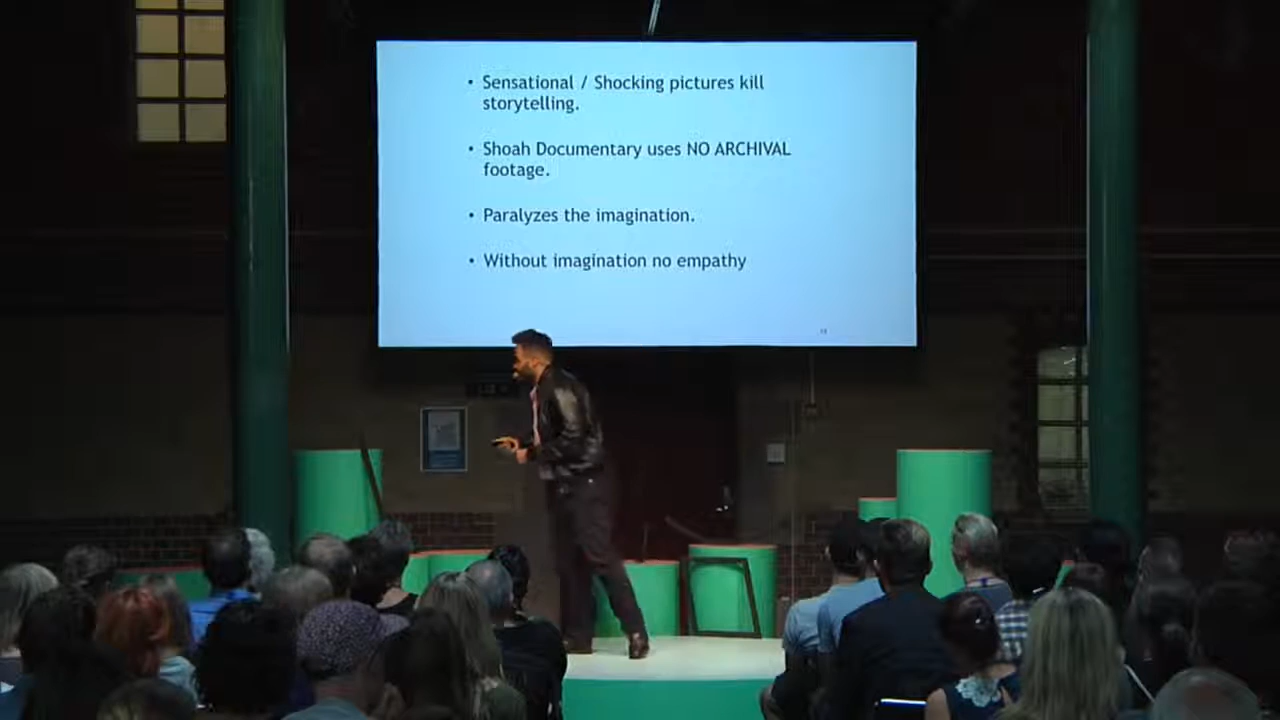 • Sensational / Shocking pictures kill
storytelling.
• Shoah Documentary uses NO ARCHIVAL
footage.
• Paralyzes the imagination.
• Without imagination no empathy